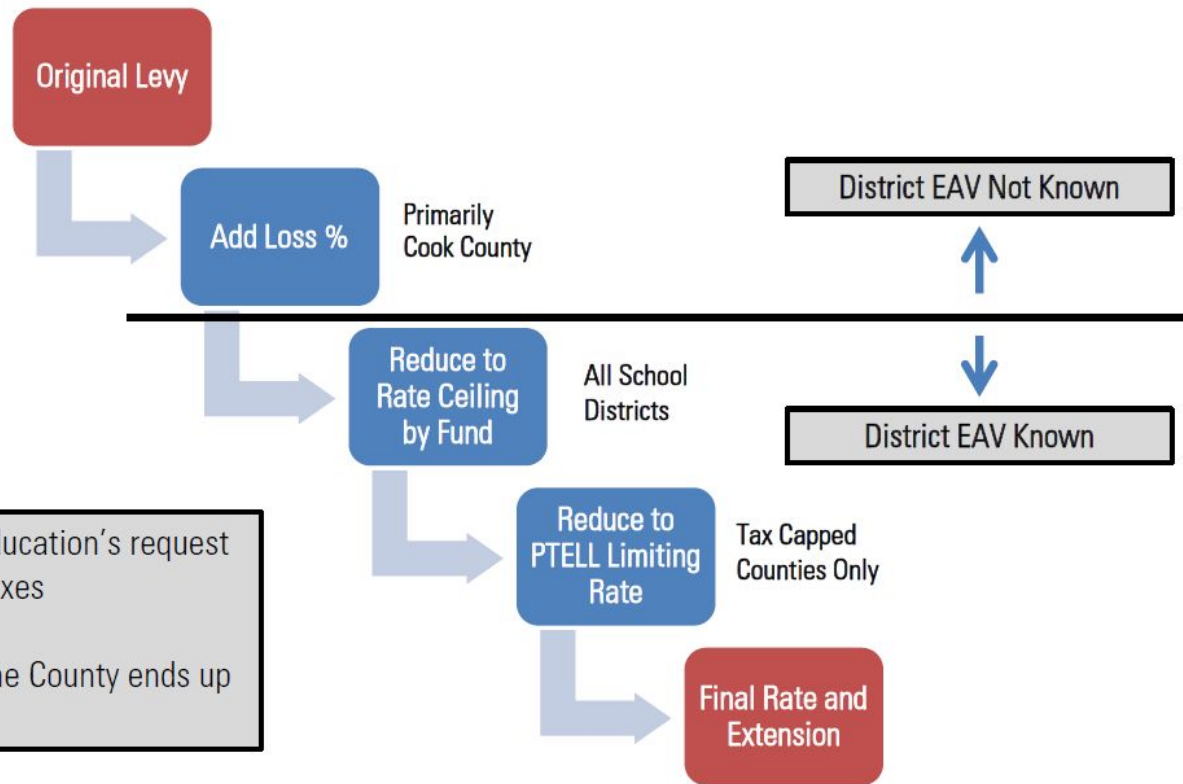 Original Levy
Add Loss %
Primarily
Cook County
District EAV Not Known
Reduce to
Rate Ceiling
by Fund
All School
Districts
District EAV Known
ducation's request
xes
ne County ends up
Reduce to
PTELL Limiting
Rate
Tax Capped
Counties Only
Final Rate and
Extension